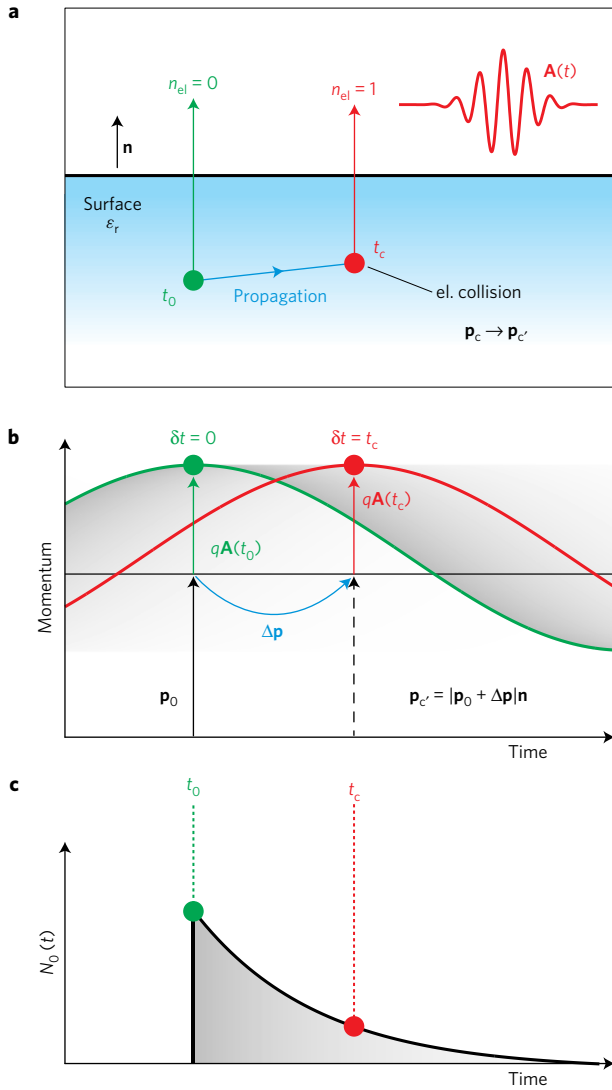 a
n_el = 0
n_el = 1
A(t)
n
Surface
ε_r
t_0
Propagation
t_c
el. collision
p_c → p_c′
b
δt = 0
δt = t_c
qA(t_0)
qA(t_c)
Momentum
Δp
p_0
p_c′ = |p_0 + Δp|n
Time
c
t_0
t_c
N_0(t)
Time